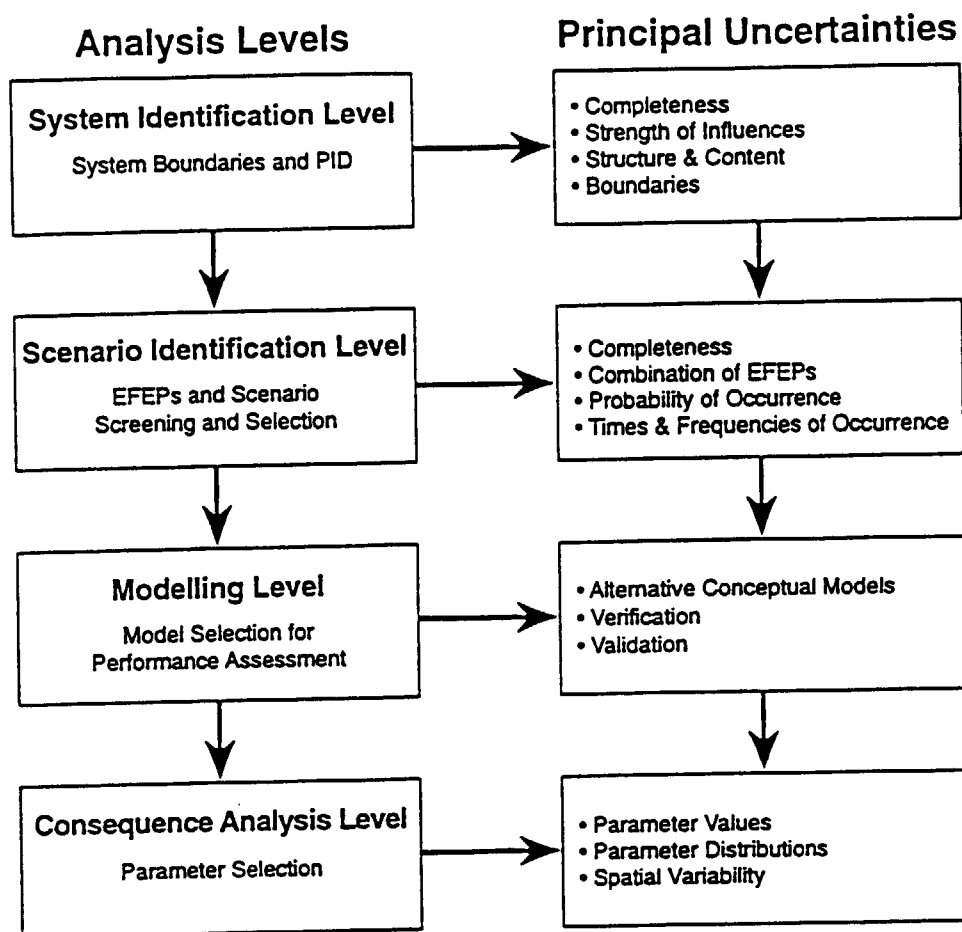 Analysis Levels
Principal Uncertainties
System Identification Level
System Boundaries and PID
• Completeness
• Strength of Influences
• Structure & Content
• Boundaries
Scenario Identification Level
EFEPs and Scenario
Screening and Selection
• Completeness
• Combination of EFEPs
• Probability of Occurrence
• Times & Frequencies of Occurrence
Modelling Level
Model Selection for
Performance Assessment
• Alternative Conceptual Models
• Verification
• Validation
Consequence Analysis Level
Parameter Selection
• Parameter Values
• Parameter Distributions
• Spatial Variability